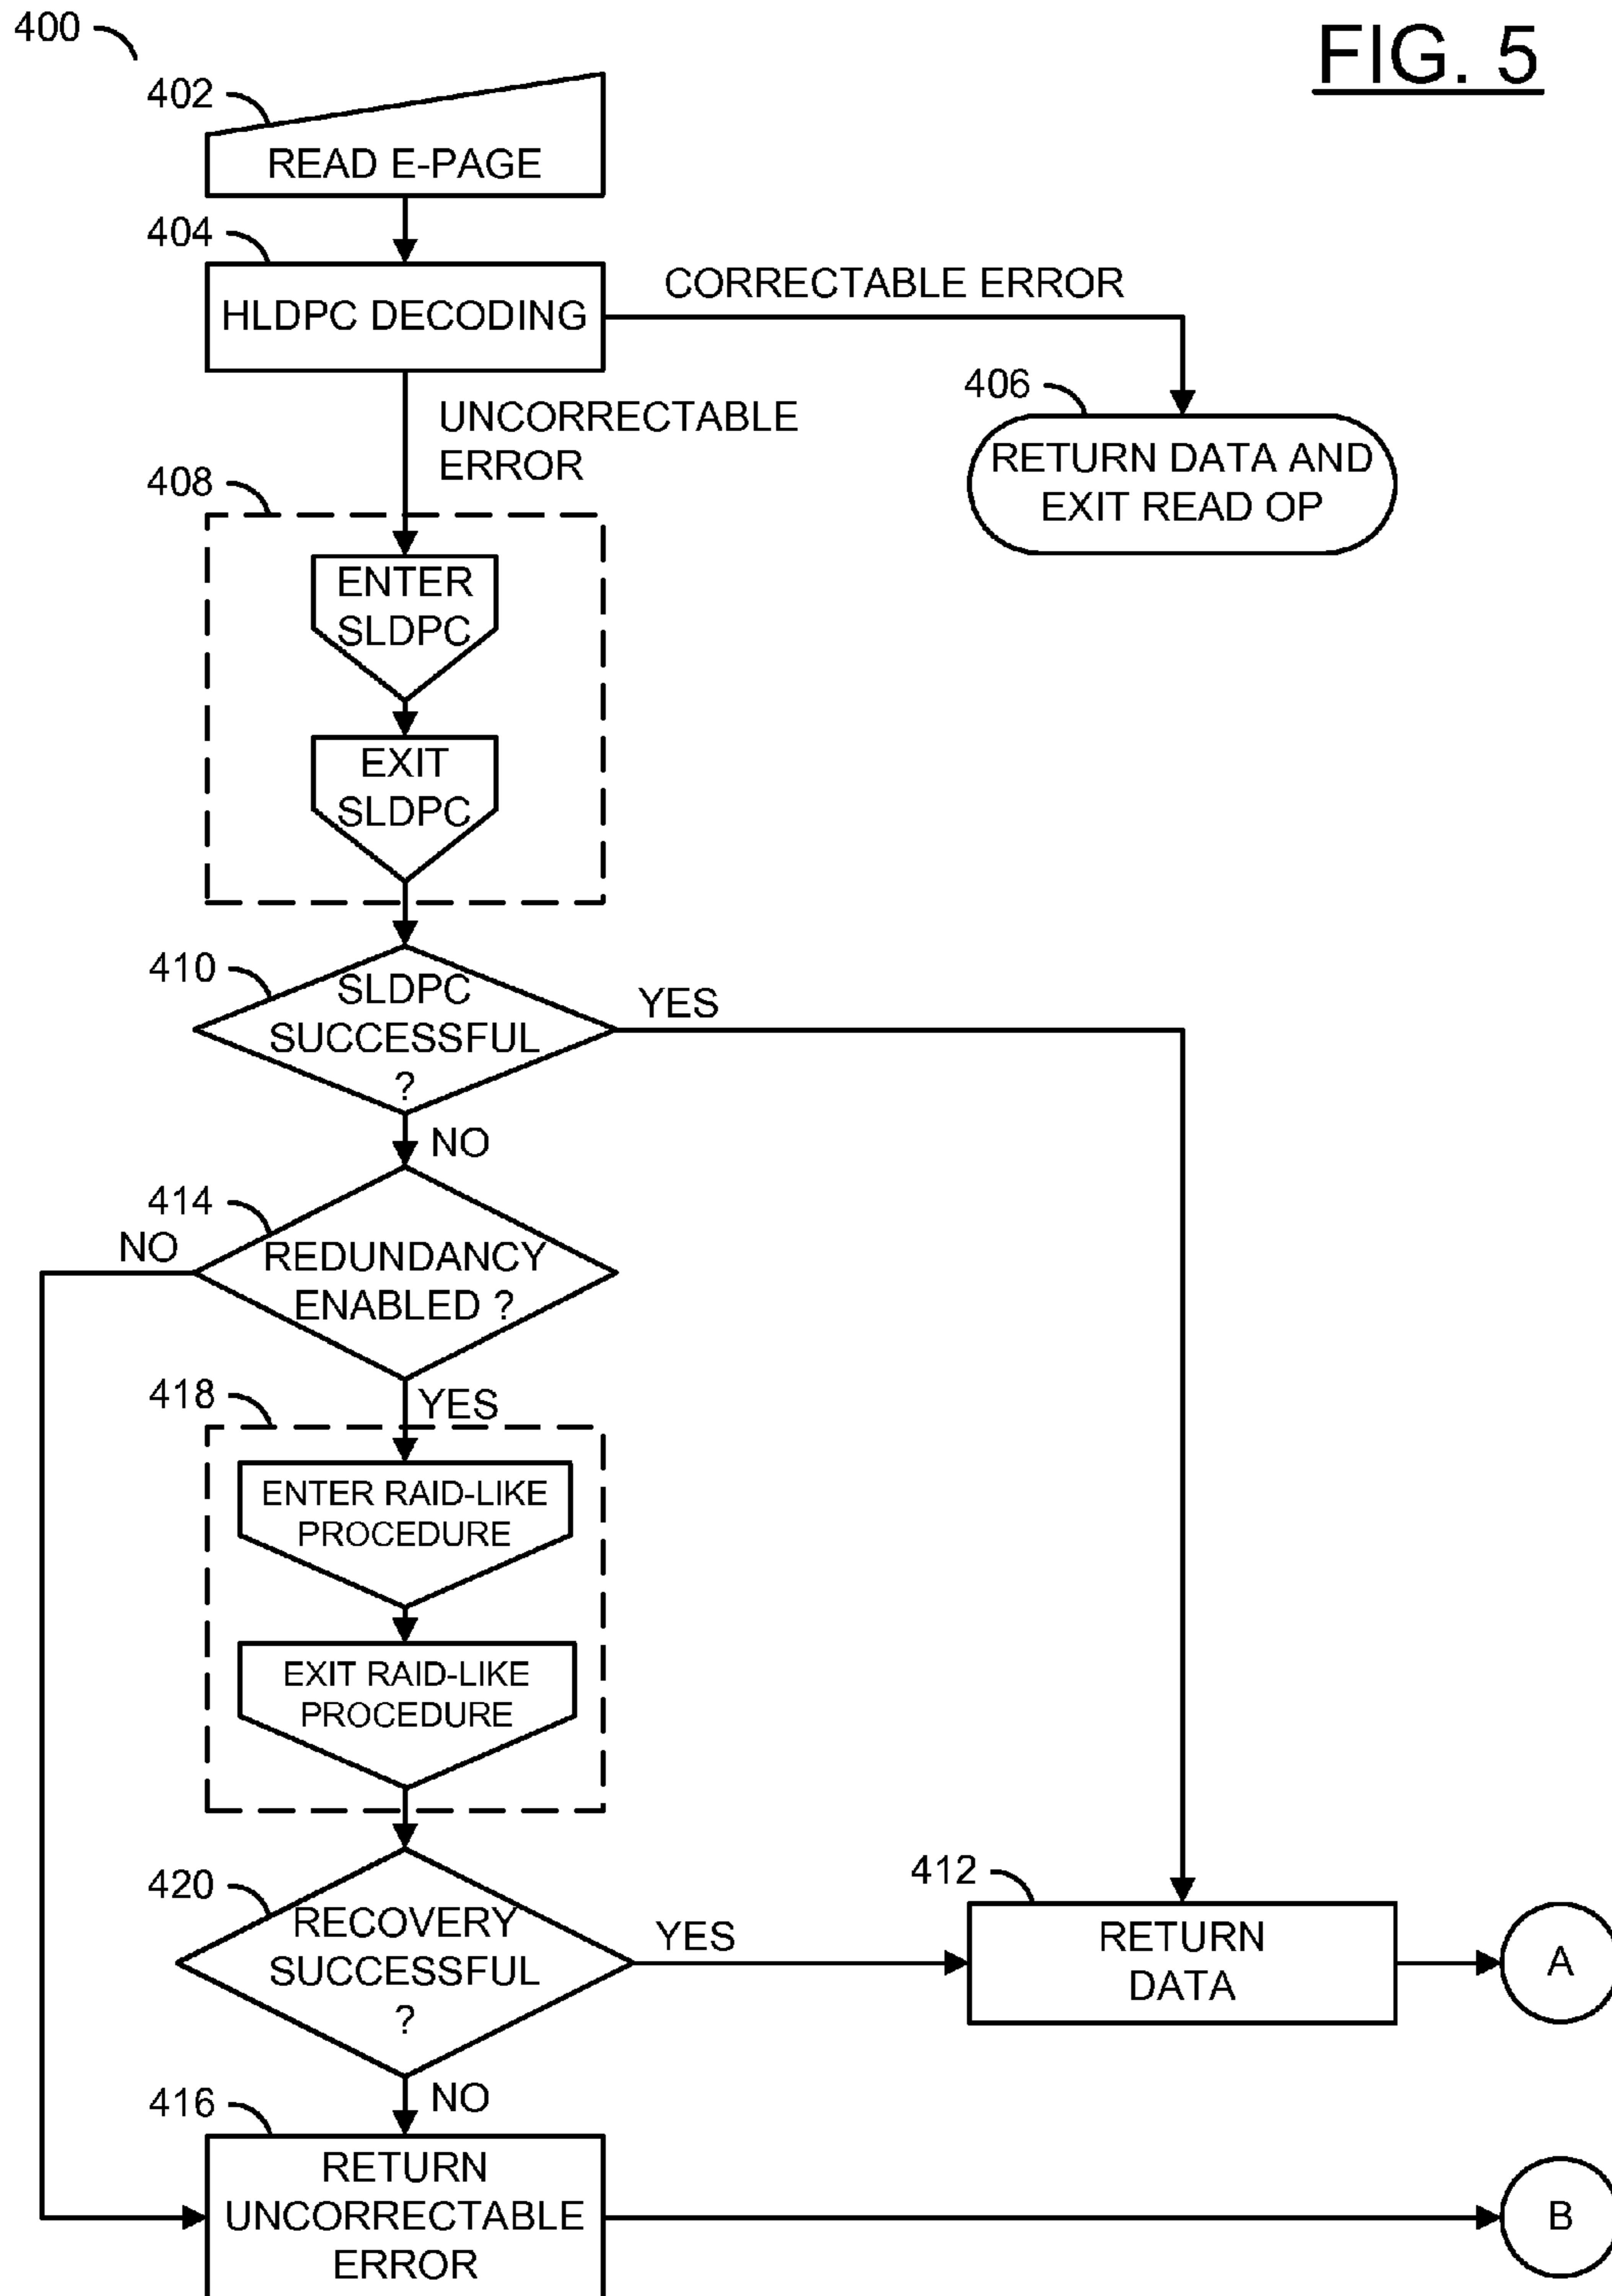 400
FIG. 5
402
READ E-PAGE
404
HLDPC DECODING
CORRECTABLE ERROR
406
RETURN DATA AND
EXIT READ OP
UNCORRECTABLE
ERROR
408
ENTER
SLDPC
EXIT
SLDPC
410
SLDPC
SUCCESSFUL
?
YES
NO
414
NO
REDUNDANCY
ENABLED ?
418
YES
ENTER RAID-LIKE
PROCEDURE
EXIT RAID-LIKE
PROCEDURE
420
RECOVERY
SUCCESSFUL
?
YES
412
RETURN
DATA
A
NO
416
RETURN
UNCORRECTABLE
ERROR
B